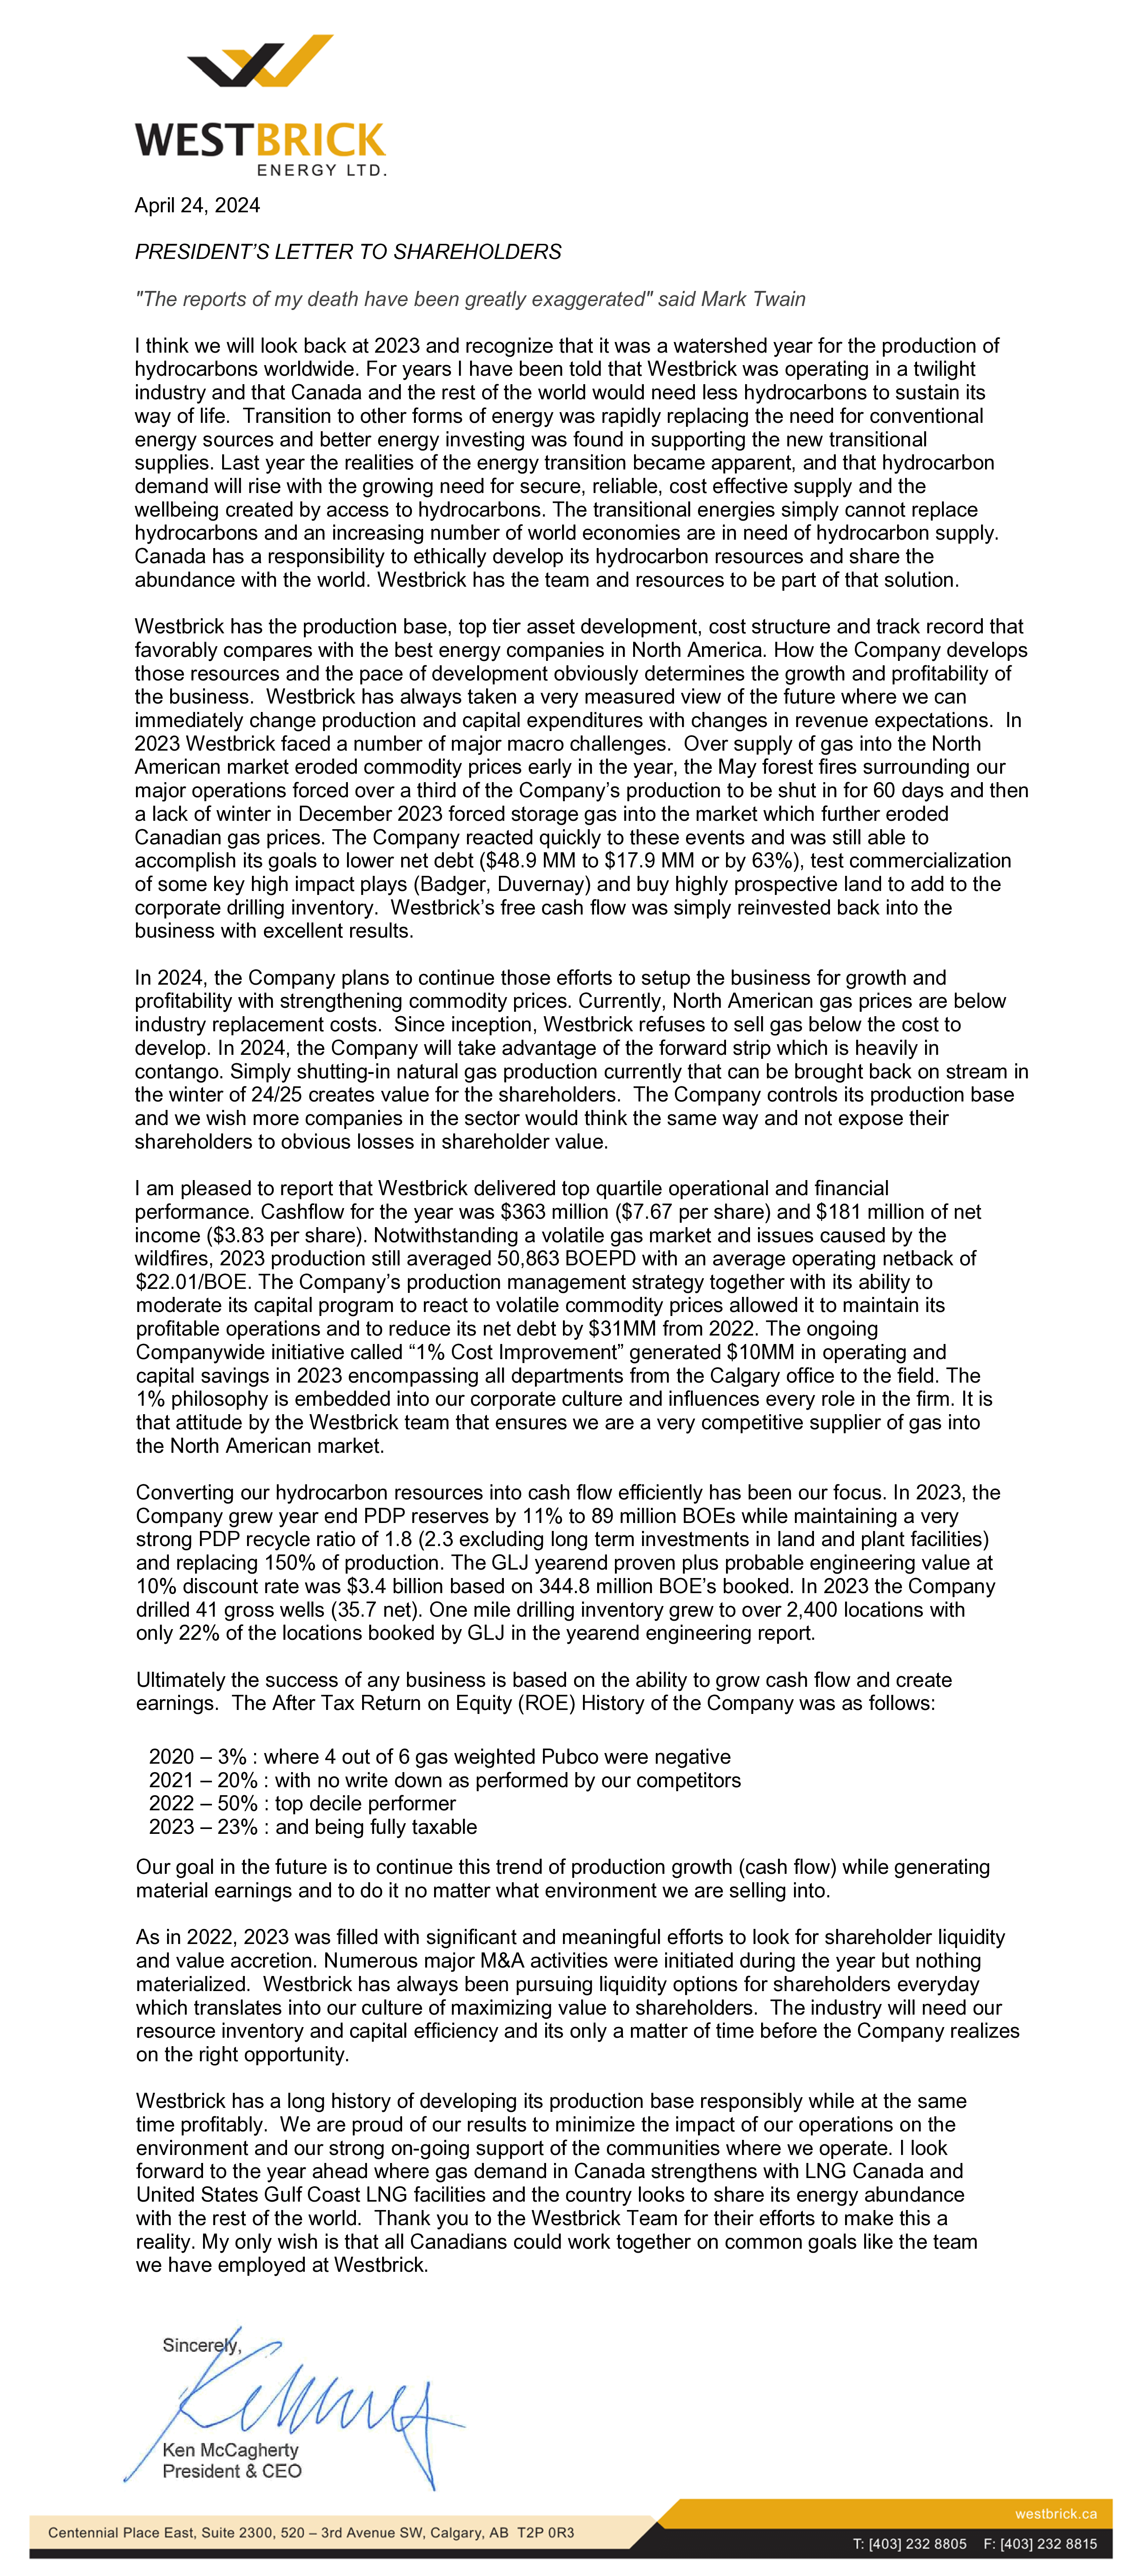 WESTBRICK
ENERGY LTD.
April 24, 2024
PRESIDENT'S LETTER TO SHAREHOLDERS
"The reports of my death have been greatly exaggerated" said Mark Twain
I think we will look back at 2023 and recognize that it was a watershed year for the production of
hydrocarbons worldwide. For years I have been told that Westbrick was operating in a twilight
industry and that Canada and the rest of the world would need less hydrocarbons to sustain its
way of life.  Transition to other forms of energy was rapidly replacing the need for conventional
energy sources and better energy investing was found in supporting the new transitional
supplies. Last year the realities of the energy transition became apparent, and that hydrocarbon
demand will rise with the growing need for secure, reliable, cost effective supply and the
wellbeing created by access to hydrocarbons. The transitional energies simply cannot replace
hydrocarbons and an increasing number of world economies are in need of hydrocarbon supply.
Canada has a responsibility to ethically develop its hydrocarbon resources and share the
abundance with the world. Westbrick has the team and resources to be part of that solution.
Westbrick has the production base, top tier asset development, cost structure and track record that
favorably compares with the best energy companies in North America. How the Company develops
those resources and the pace of development obviously determines the growth and profitability of
the business.  Westbrick has always taken a very measured view of the future where we can
immediately change production and capital expenditures with changes in revenue expectations.  In
2023 Westbrick faced a number of major macro challenges.  Over supply of gas into the North
American market eroded commodity prices early in the year, the May forest fires surrounding our
major operations forced over a third of the Company's production to be shut in for 60 days and then
a lack of winter in December 2023 forced storage gas into the market which further eroded
Canadian gas prices. The Company reacted quickly to these events and was still able to
accomplish its goals to lower net debt ($48.9 MM to $17.9 MM or by 63%), test commercialization
of some key high impact plays (Badger, Duvernay) and buy highly prospective land to add to the
corporate drilling inventory.  Westbrick's free cash flow was simply reinvested back into the
business with excellent results.
In 2024, the Company plans to continue those efforts to setup the business for growth and
profitability with strengthening commodity prices. Currently, North American gas prices are below
industry replacement costs.  Since inception, Westbrick refuses to sell gas below the cost to
develop. In 2024, the Company will take advantage of the forward strip which is heavily in
contango. Simply shutting-in natural gas production currently that can be brought back on stream in
the winter of 24/25 creates value for the shareholders.  The Company controls its production base
and we wish more companies in the sector would think the same way and not expose their
shareholders to obvious losses in shareholder value.
I am pleased to report that Westbrick delivered top quartile operational and financial
performance. Cashflow for the year was $363 million ($7.67 per share) and $181 million of net
income ($3.83 per share). Notwithstanding a volatile gas market and issues caused by the
wildfires, 2023 production still averaged 50,863 BOEPD with an average operating netback of
$22.01/BOE. The Company's production management strategy together with its ability to
moderate its capital program to react to volatile commodity prices allowed it to maintain its
profitable operations and to reduce its net debt by $31MM from 2022. The ongoing
Companywide initiative called “1% Cost Improvement” generated $10MM in operating and
capital savings in 2023 encompassing all departments from the Calgary office to the field. The
1% philosophy is embedded into our corporate culture and influences every role in the firm. It is
that attitude by the Westbrick team that ensures we are a very competitive supplier of gas into
the North American market.
Converting our hydrocarbon resources into cash flow efficiently has been our focus. In 2023, the
Company grew year end PDP reserves by 11% to 89 million BOEs while maintaining a very
strong PDP recycle ratio of 1.8 (2.3 excluding long term investments in land and plant facilities)
and replacing 150% of production. The GLJ yearend proven plus probable engineering value at
10% discount rate was $3.4 billion based on 344.8 million BOE's booked. In 2023 the Company
drilled 41 gross wells (35.7 net). One mile drilling inventory grew to over 2,400 locations with
only 22% of the locations booked by GLJ in the yearend engineering report.
Ultimately the success of any business is based on the ability to grow cash flow and create
earnings.  The After Tax Return on Equity (ROE) History of the Company was as follows:
2020 – 3% : where 4 out of 6 gas weighted Pubco were negative
2021 – 20% : with no write down as performed by our competitors
2022 – 50% : top decile performer
2023 – 23% : and being fully taxable
Our goal in the future is to continue this trend of production growth (cash flow) while generating
material earnings and to do it no matter what environment we are selling into.
As in 2022, 2023 was filled with significant and meaningful efforts to look for shareholder liquidity
and value accretion. Numerous major M&A activities were initiated during the year but nothing
materialized.  Westbrick has always been pursuing liquidity options for shareholders everyday
which translates into our culture of maximizing value to shareholders.  The industry will need our
resource inventory and capital efficiency and its only a matter of time before the Company realizes
on the right opportunity.
Westbrick has a long history of developing its production base responsibly while at the same
time profitably.  We are proud of our results to minimize the impact of our operations on the
environment and our strong on-going support of the communities where we operate. I look
forward to the year ahead where gas demand in Canada strengthens with LNG Canada and
United States Gulf Coast LNG facilities and the country looks to share its energy abundance
with the rest of the world.  Thank you to the Westbrick Team for their efforts to make this a
reality. My only wish is that all Canadians could work together on common goals like the team
we have employed at Westbrick.
Sincerely,
Ken McCagherty
President & CEO
westbrick.ca
Centennial Place East, Suite 2300, 520 – 3rd Avenue SW, Calgary, AB  T2P 0R3
T: [403] 232 8805    F: [403] 232 8815